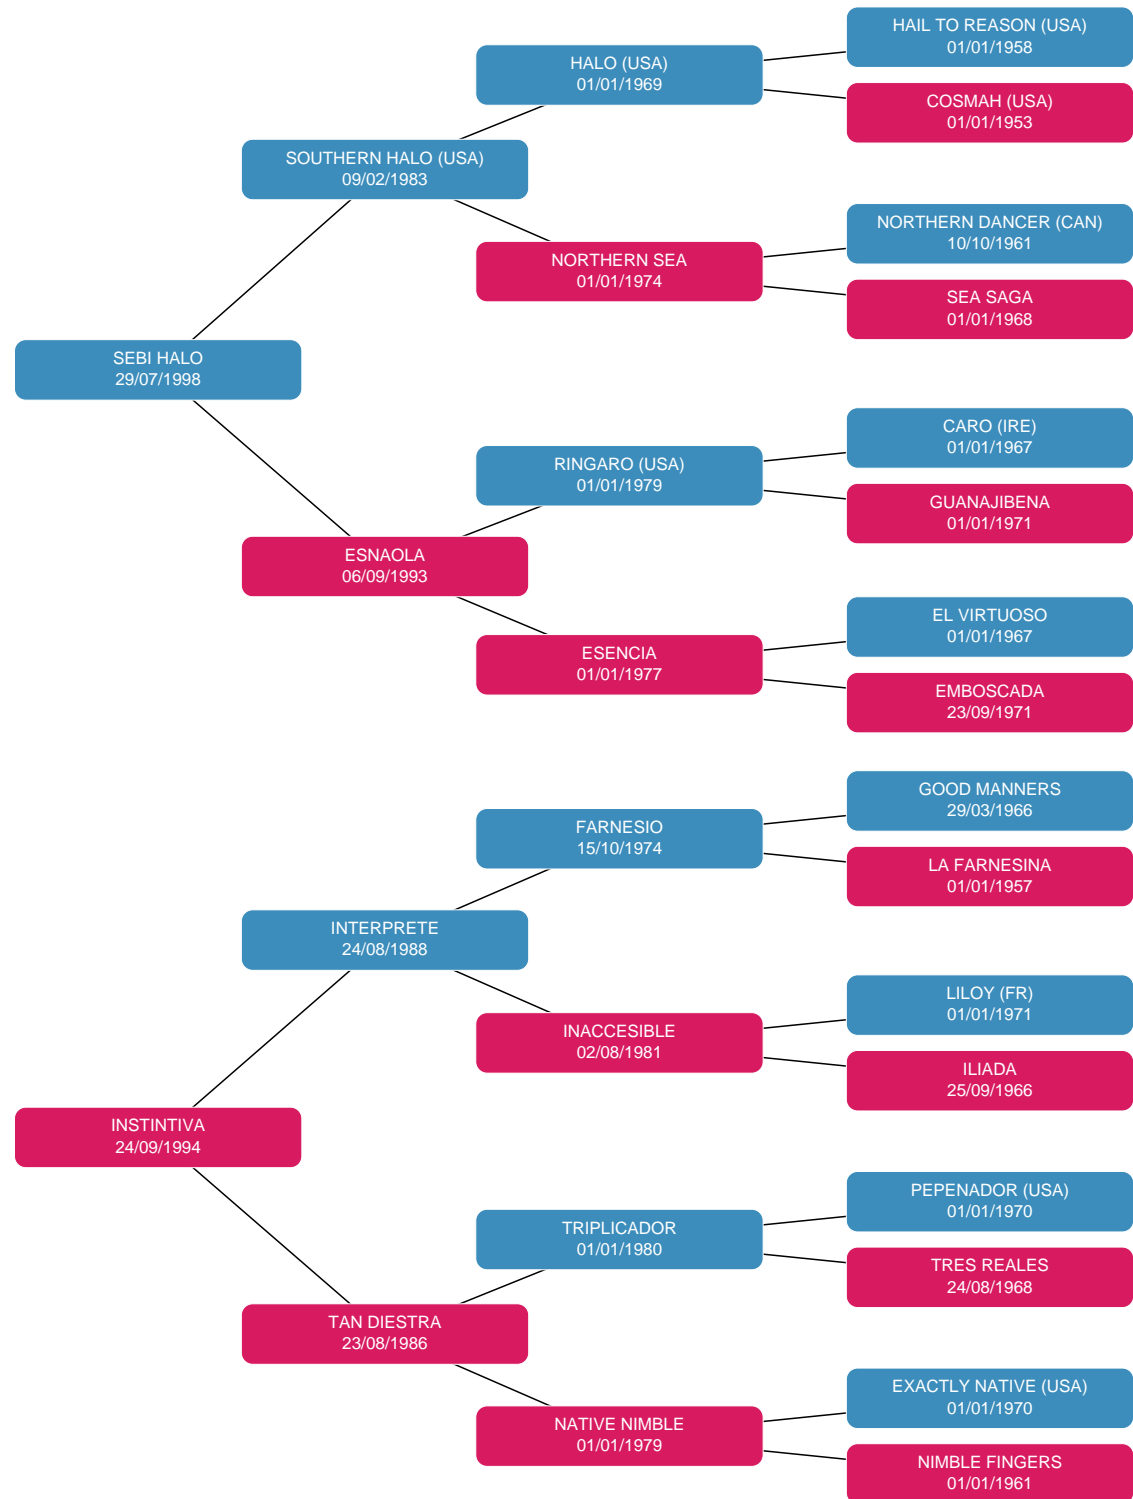 HAIL TO REASON (USA)
01/01/1958
HALO (USA)
01/01/1969
COSMAH (USA)
01/01/1953
SOUTHERN HALO (USA)
09/02/1983
NORTHERN DANCER (CAN)
10/10/1961
NORTHERN SEA
01/01/1974
SEA SAGA
01/01/1968
SEBI HALO
29/07/1998
CARO (IRE)
01/01/1967
RINGARO (USA)
01/01/1979
GUANAJIBENA
01/01/1971
ESNAOLA
06/09/1993
EL VIRTUOSO
01/01/1967
ESENCIA
01/01/1977
EMBOSCADA
23/09/1971
GOOD MANNERS
29/03/1966
FARNESIO
15/10/1974
LA FARNESINA
01/01/1957
INTERPRETE
24/08/1988
LILOY (FR)
01/01/1971
INACCESIBLE
02/08/1981
ILIADA
25/09/1966
INSTINTIVA
24/09/1994
PEPENADOR (USA)
01/01/1970
TRIPLICADOR
01/01/1980
TRES REALES
24/08/1968
TAN DIESTRA
23/08/1986
EXACTLY NATIVE (USA)
01/01/1970
NATIVE NIMBLE
01/01/1979
NIMBLE FINGERS
01/01/1961